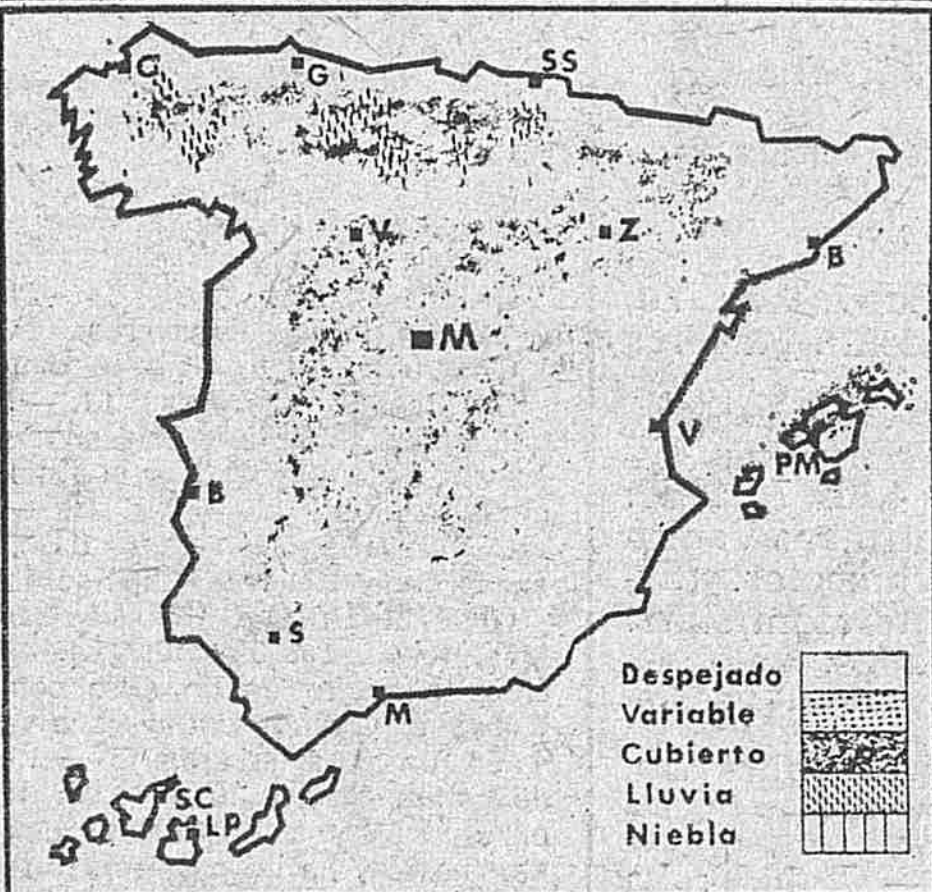 C
G
SS
V
Z
B
M
V
PM
B
S
M
SC
LP
Despejado
Variable
Cubierto
Lluvia
Niebla